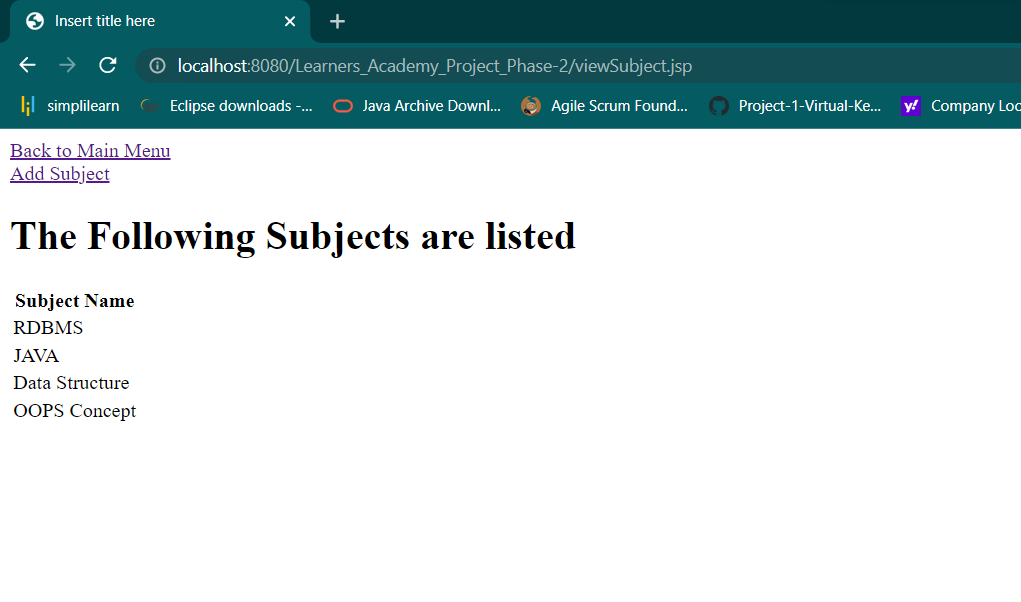 Insert title here
localhost:8080/Learners_Academy_Project_Phase-2/viewSubject.jsp
simplilearn Eclipse downloads -... Java Archive Downl... Agile Scrum Found... Project-1-Virtual-Ke... y! Company Loo
Back to Main Menu
Add Subject
The Following Subjects are listed
Subject Name
RDBMS
JAVA
Data Structure
OOPS Concept